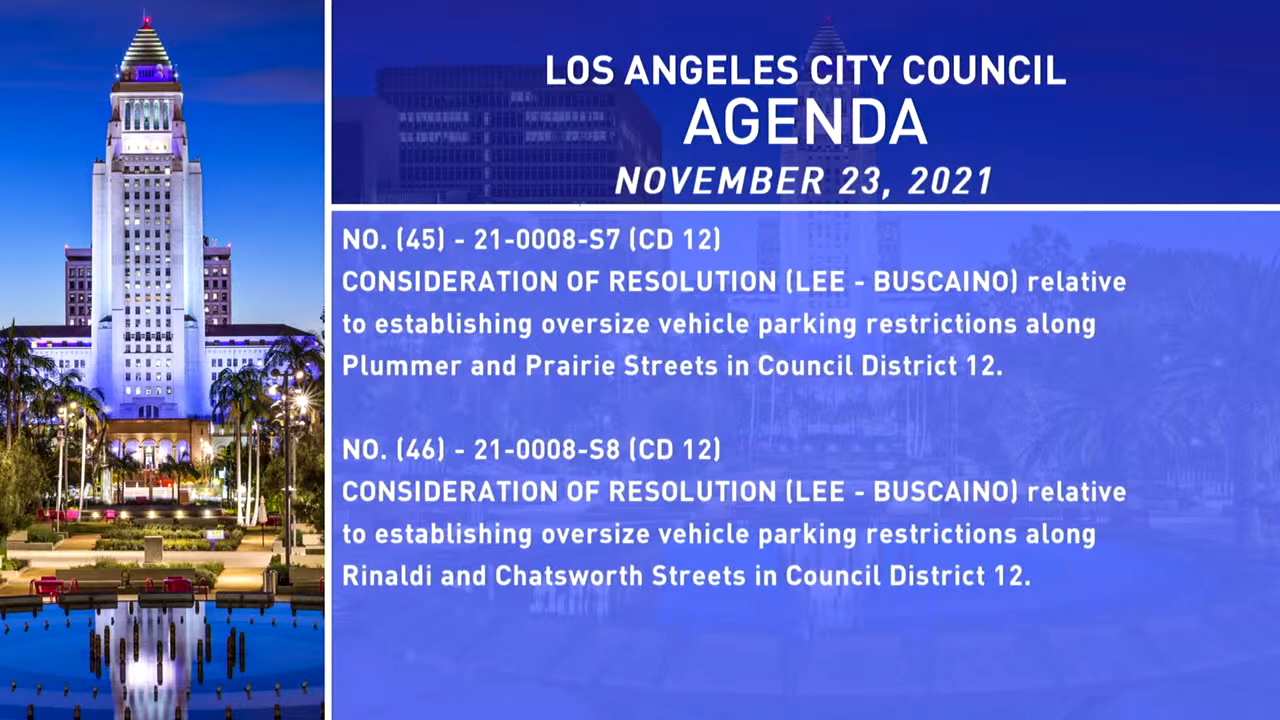 LOS ANGELES CITY COUNCIL
AGENDA
NOVEMBER 23, 2021
NO. (45) - 21-0008-S7 (CD 12)
CONSIDERATION OF RESOLUTION (LEE - BUSCAINO) relative
to establishing oversize vehicle parking restrictions along
Plummer and Prairie Streets in Council District 12.
NO. (46) - 21-0008-S8 (CD 12)
CONSIDERATION OF RESOLUTION (LEE - BUSCAINO) relative
to establishing oversize vehicle parking restrictions along
Rinaldi and Chatsworth Streets in Council District 12.